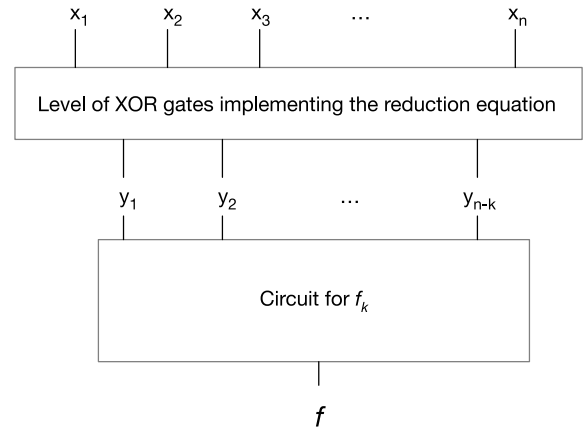 x₁ x₂ x₃ ... xₙ
Level of XOR gates implementing the reduction equation
y₁ y₂ ... yₙ₋ₖ
Circuit for fₖ
f